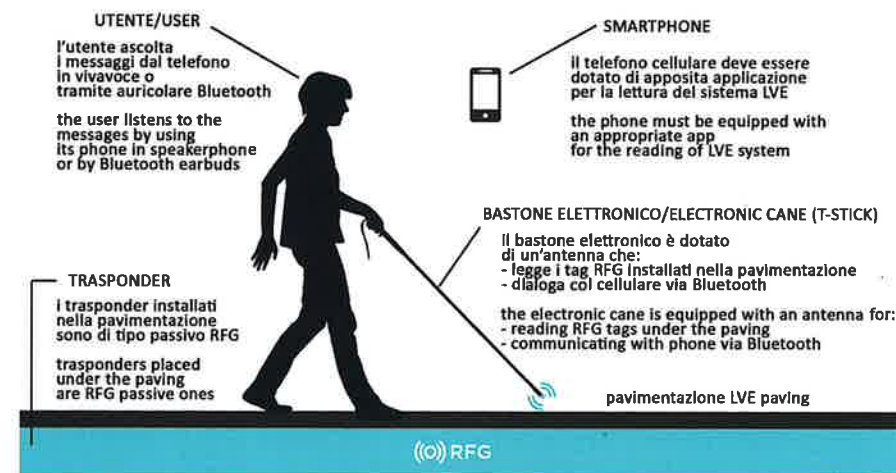 UTENTE/USER
l'utente ascolta
i messaggi dal telefono
in vivavoce o
tramite auricolare Bluetooth
the user listens to the
messages by using
its phone in speakerphone
or by Bluetooth earbuds
SMARTPHONE
il telefono cellulare deve essere
dotato di apposita applicazione
per la lettura del sistema LVE
the phone must be equipped with
an appropriate app
for the reading of LVE system
BASTONE ELETTRONICO/ELECTRONIC CANE (T-STICK)
il bastone elettronico è dotato
di un'antenna che:
- legge i tag RFG installati nella pavimentazione
- dialoga col cellulare via Bluetooth
the electronic cane is equipped with an antenna for:
- reading RFG tags under the paving
- communicating with phone via Bluetooth
TRASPONDER
i trasponder installati
nella pavimentazione
sono di tipo passivo RFG
trasponders placed
under the paving
are RFG passive ones
pavimentazione LVE paving
RFG